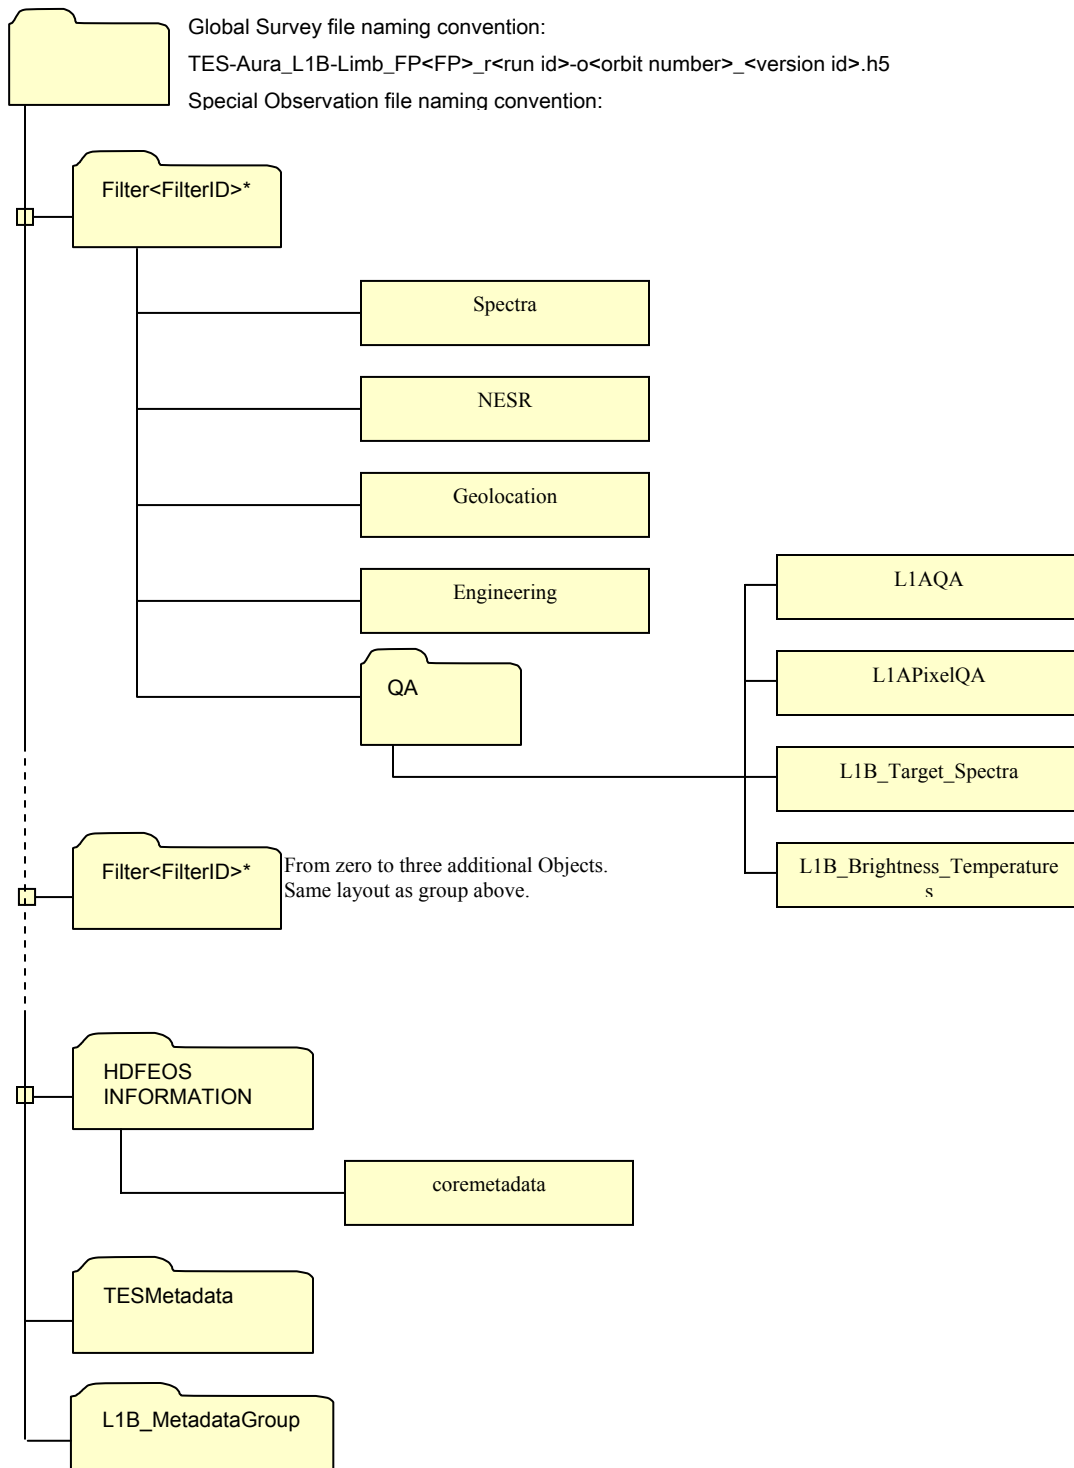 Global Survey file naming convention:
TES-Aura_L1B-Limb_FP<FP>_r<run id>-o<orbit number>_<version id>.h5
Special Observation file naming convention:
Filter<FilterID>*
Spectra
NESR
Geolocation
Engineering
QA
L1AQA
L1APixelQA
L1B_Target_Spectra
L1B_Brightness_Temperature
s
Filter<FilterID>*
From zero to three additional Objects.
Same layout as group above.
HDFEOS
INFORMATION
coremetadata
TESMetadata
L1B_MetadataGroup